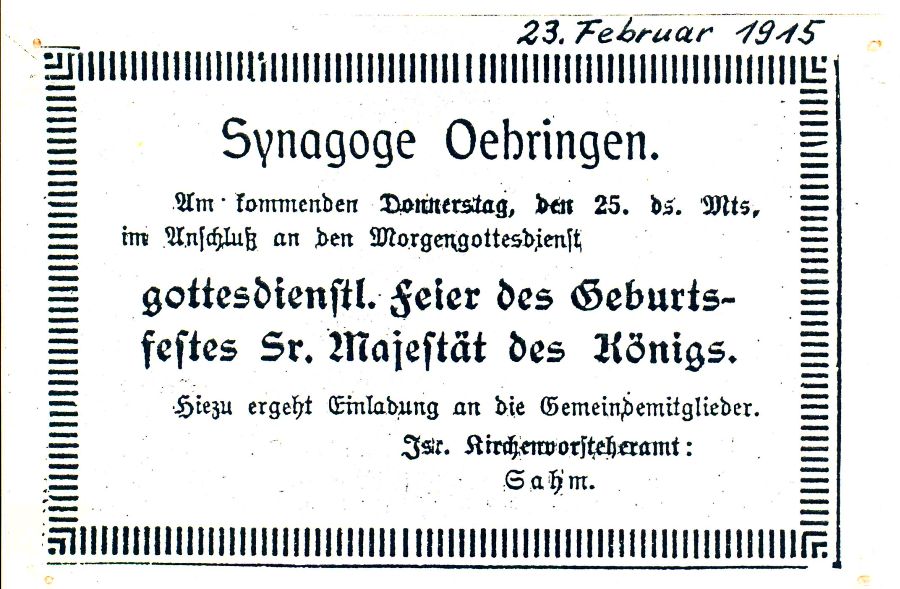 23. Februar 1915
Synagoge Oehringen.
Am kommenden Donnerstag, den 25. ds. Mts,
im Anschluß an den Morgengottesdienst
gottesdienstl. Feier des Geburts-
festes Sr. Majestät des Königs.
Hiezu ergeht Einladung an die Gemeindemitglieder.
Isr. Kirchenvorsteheramt:
Sahm.